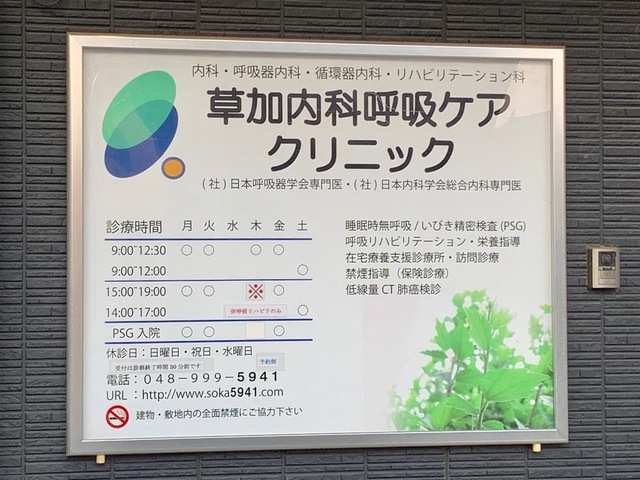 内科・呼吸器内科・循環器内科・リハビリテーション科
草加内科呼吸ケア
クリニック
(社)日本呼吸器学会専門医・(社)日本内科学会総合内科専門医
診療時間 月 火 水 木 金 土
9:00~12:30 〇 〇 〇 〇
9:00~12:00 〇
15:00~19:00 〇 〇 ※ 〇
14:00~17:00 リハビリのみ 〇
PSG 入院 〇 〇 〇
休診日:日曜日・祝日・水曜日
受付は診療終了時間30分前です
予約制
電話:048-999-5941
URL:http://www.soka5941.com
建物・敷地内の全面禁煙にご協力下さい
睡眠時無呼吸/いびき精密検査(PSG)
呼吸リハビリテーション・栄養指導
在宅療養支援診療所・訪問診療
禁煙指導(保険診療)
低線量CT肺癌検診